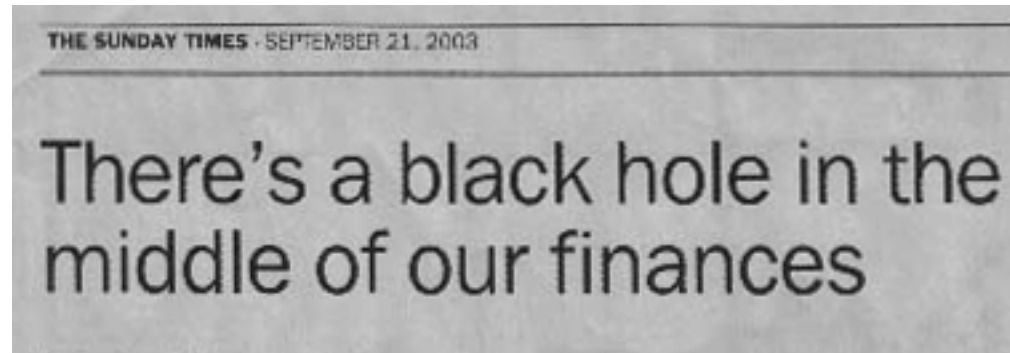 THE SUNDAY TIMES · SEPTEMBER 21, 2003
There's a black hole in the
middle of our finances